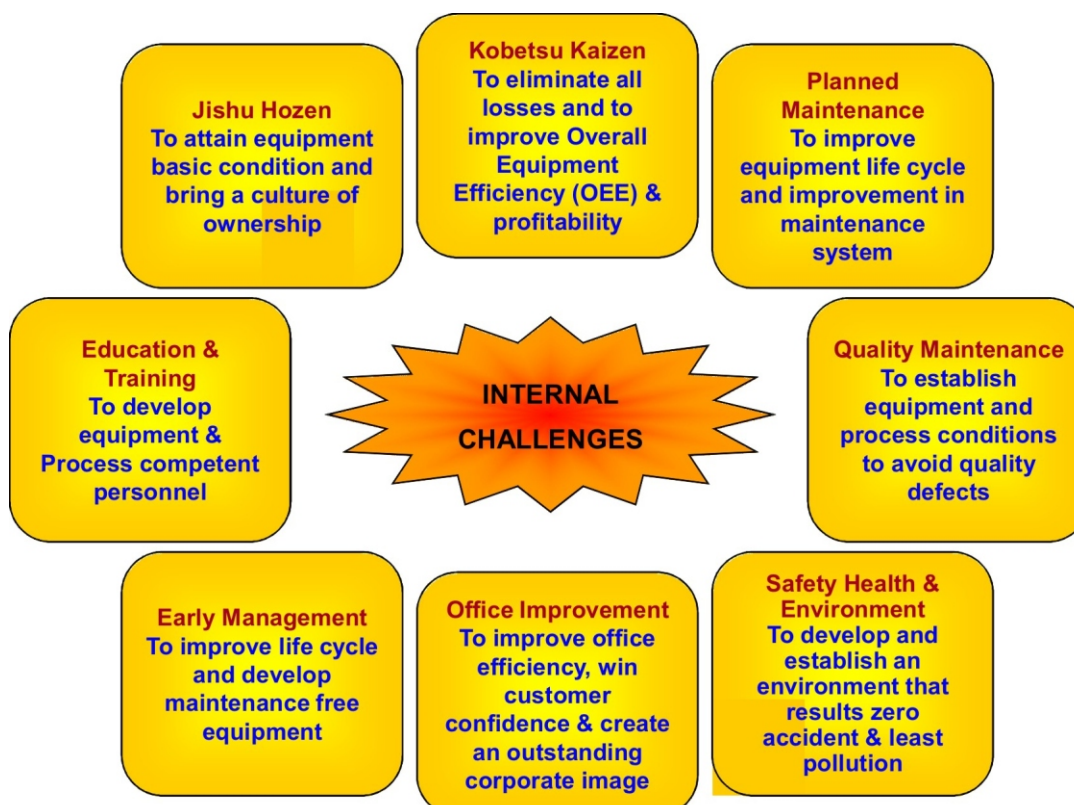 Jishu Hozen
To attain equipment
basic condition and
bring a culture of
ownership
Kobetsu Kaizen
To eliminate all
losses and to
improve Overall
Equipment
Efficiency (OEE) &
profitability
Planned
Maintenance
To improve
equipment life cycle
and improvement in
maintenance
system
Education &
Training
To develop
equipment &
Process competent
personnel
INTERNAL
CHALLENGES
Quality Maintenance
To establish
equipment and
process conditions
to avoid quality
defects
Early Management
To improve life cycle
and develop
maintenance free
equipment
Office Improvement
To improve office
efficiency, win
customer
confidence & create
an outstanding
corporate image
Safety Health &
Environment
To develop and
establish an
environment that
results zero
accident & least
pollution